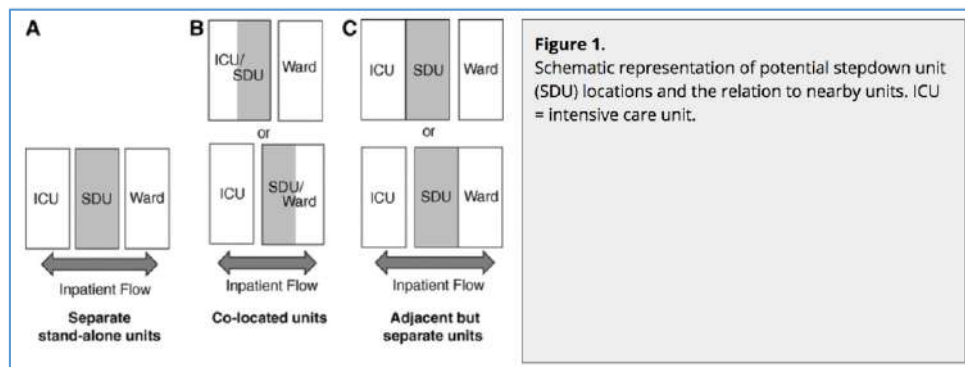 A
ICU
SDU
Ward
Inpatient Flow
Separate
stand-alone units
B
ICU/
SDU
Ward
or
ICU
SDU/
Ward
Inpatient Flow
Co-located units
C
ICU
SDU
Ward
or
ICU
SDU
Ward
Inpatient Flow
Adjacent but
separate units
Figure 1.
Schematic representation of potential stepdown unit
(SDU) locations and the relation to nearby units. ICU
= intensive care unit.